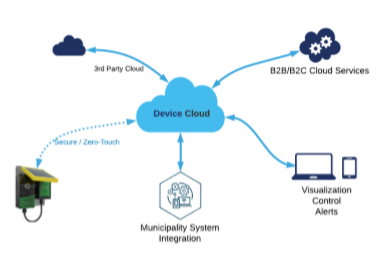 3rd Party Cloud
B2B/B2C Cloud Services
Device Cloud
Secure / Zero-Touch
Visualization
Control
Alerts
Municipality System
Integration